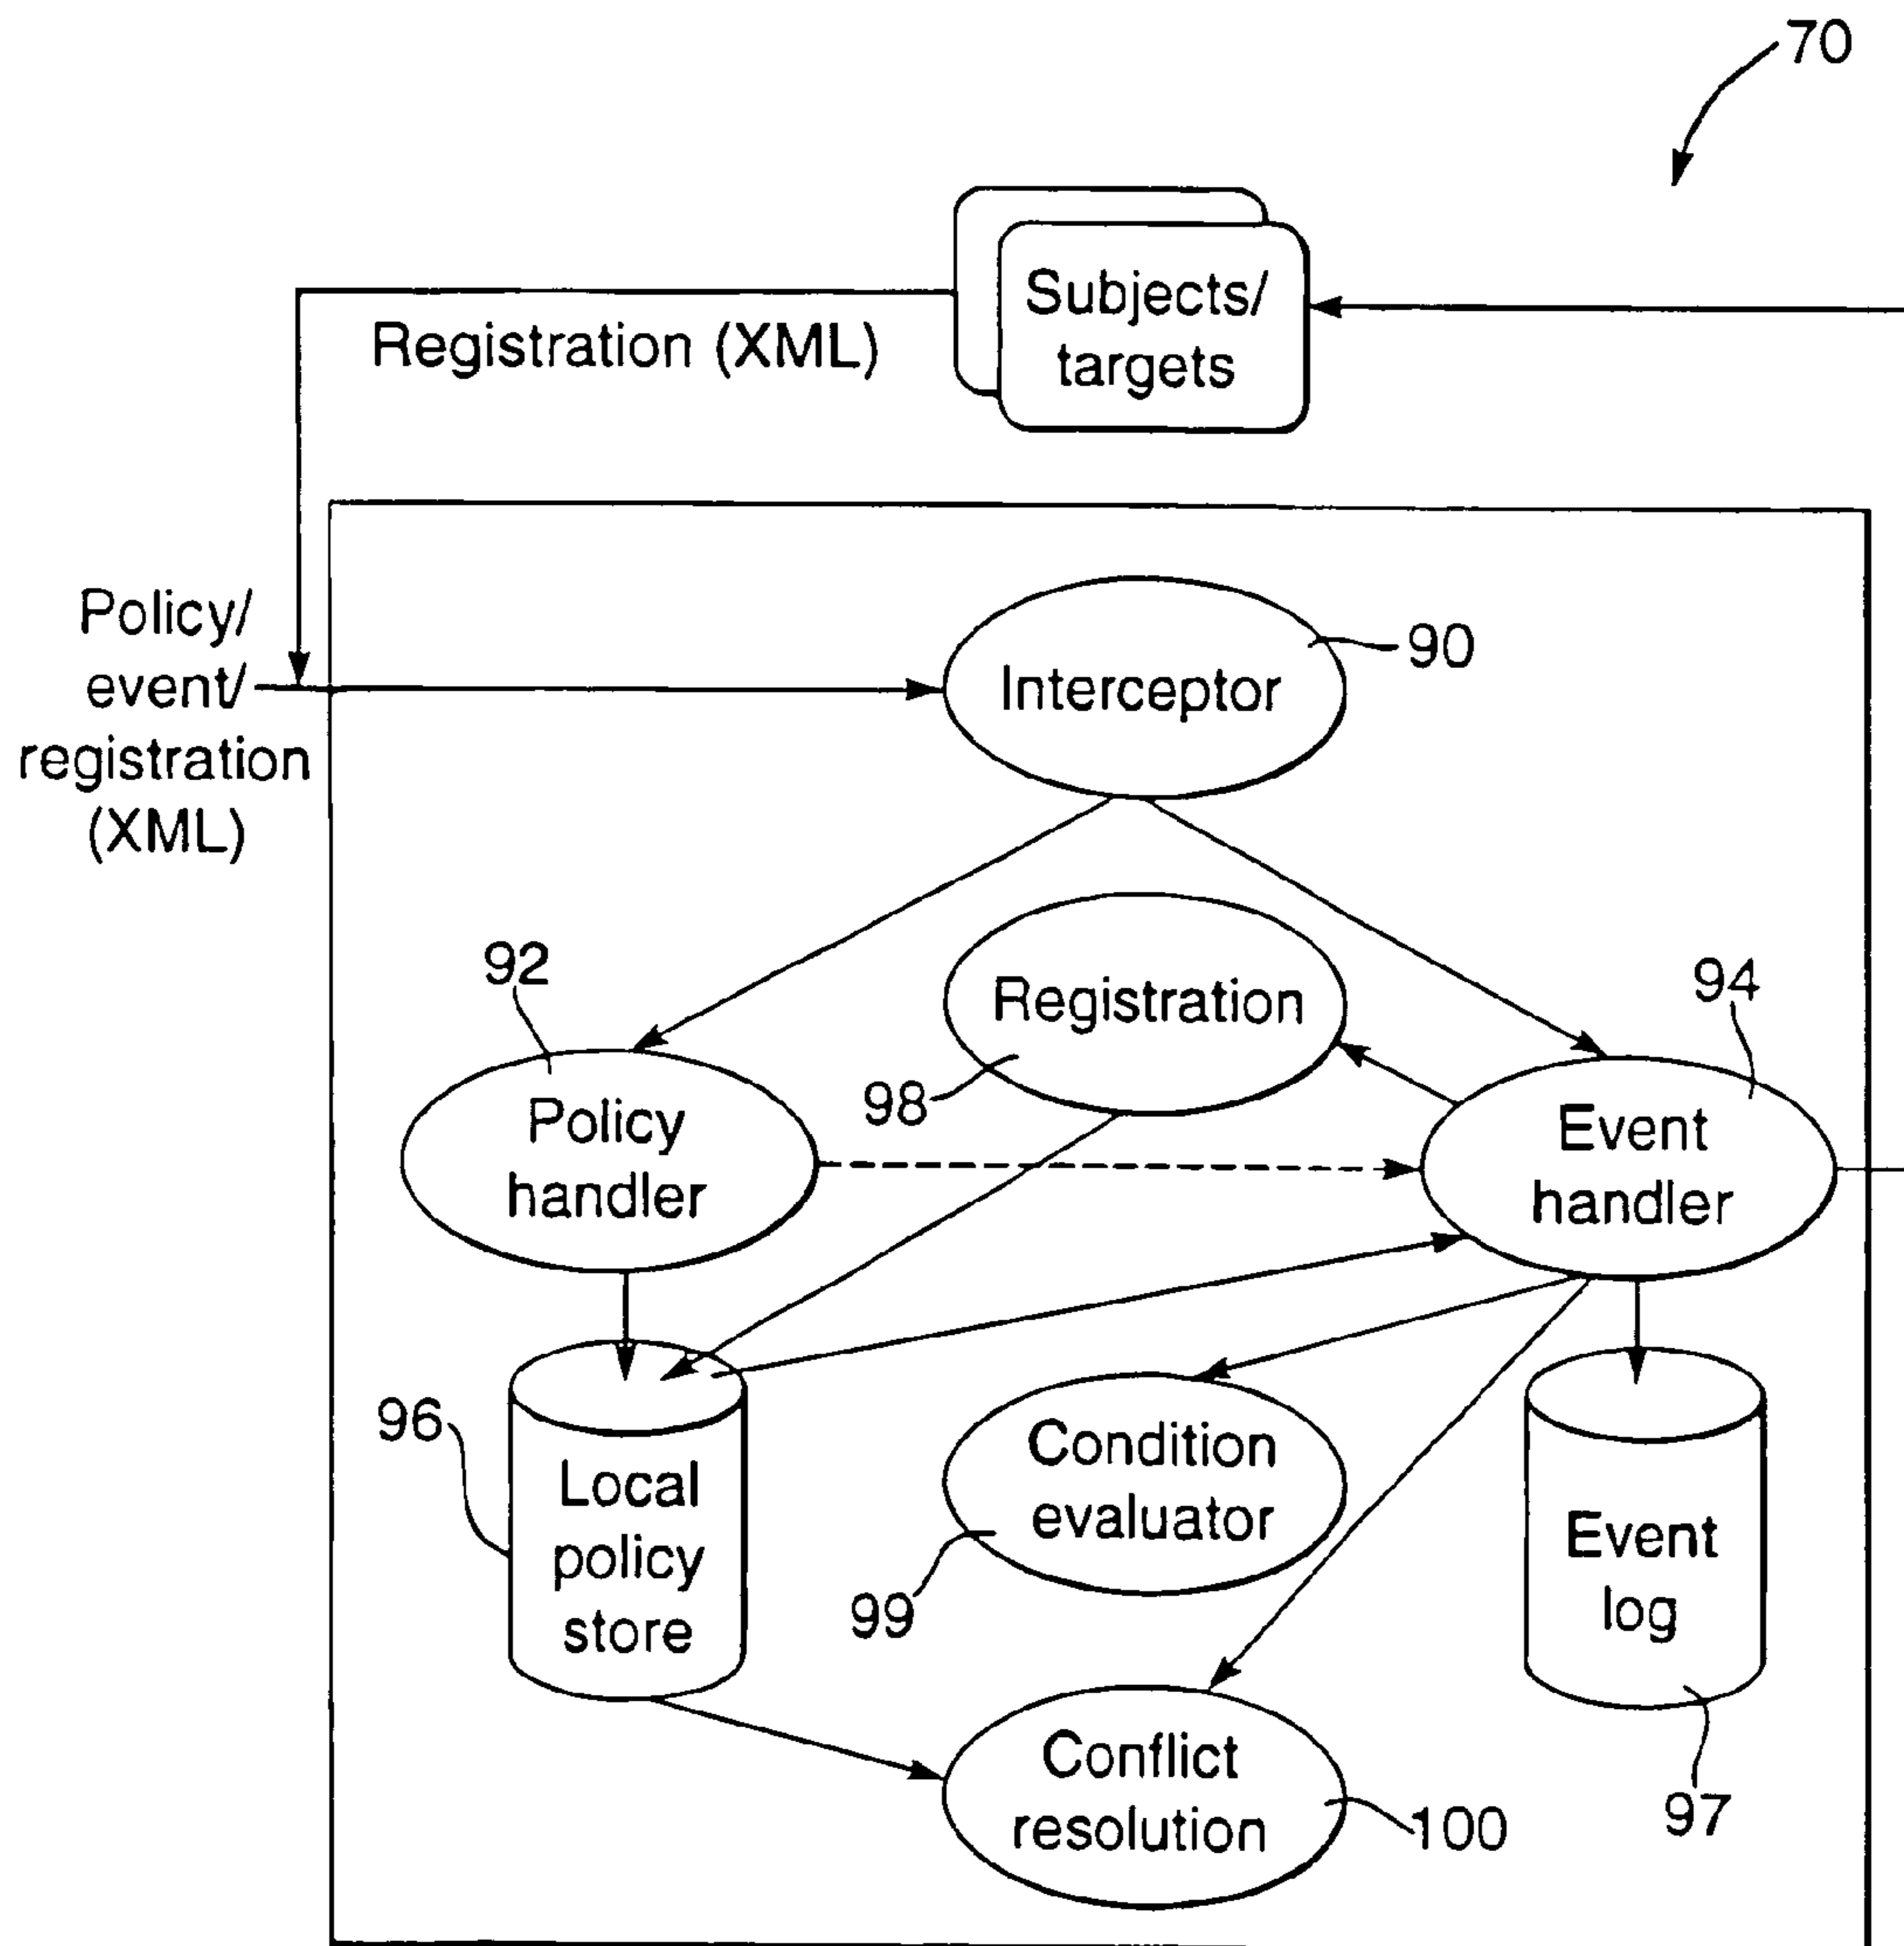 70
Subjects/
targets
Registration (XML)
Policy/
event/
registration
(XML)
Interceptor
90
Registration
98
92
Policy
handler
94
Event
handler
96
Local
policy
store
Condition
evaluator
99
Event
log
97
Conflict
resolution
100